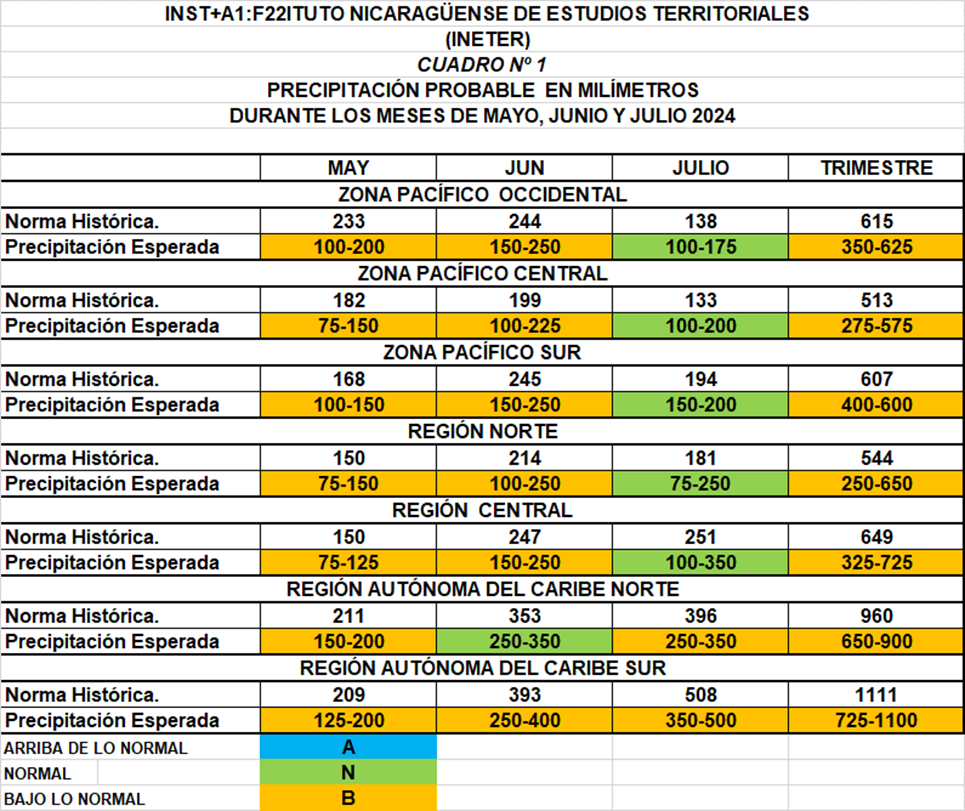 INST+A1:F22ITUTO NICARAGÜENSE DE ESTUDIOS TERRITORIALES
(INETER)
CUADRO Nº 1
PRECIPITACIÓN PROBABLE EN MILÍMETROS
DURANTE LOS MESES DE MAYO, JUNIO Y JULIO 2024
MAY JUN JULIO TRIMESTRE
ZONA PACÍFICO OCCIDENTAL
Norma Histórica. 233 244 138 615
Precipitación Esperada 100-200 150-250 100-175 350-625
ZONA PACÍFICO CENTRAL
Norma Histórica. 182 199 133 513
Precipitación Esperada 75-150 100-225 100-200 275-575
ZONA PACÍFICO SUR
Norma Histórica. 168 245 194 607
Precipitación Esperada 100-150 150-250 150-200 400-600
REGIÓN NORTE
Norma Histórica. 150 214 181 544
Precipitación Esperada 75-150 100-250 75-250 250-650
REGIÓN CENTRAL
Norma Histórica. 150 247 251 649
Precipitación Esperada 75-125 150-250 100-350 325-725
REGIÓN AUTÓNOMA DEL CARIBE NORTE
Norma Histórica. 211 353 396 960
Precipitación Esperada 150-200 250-350 250-350 650-900
REGIÓN AUTÓNOMA DEL CARIBE SUR
Norma Histórica. 209 393 508 1111
Precipitación Esperada 125-200 250-400 350-500 725-1100
ARRIBA DE LO NORMAL A
NORMAL N
BAJO LO NORMAL B